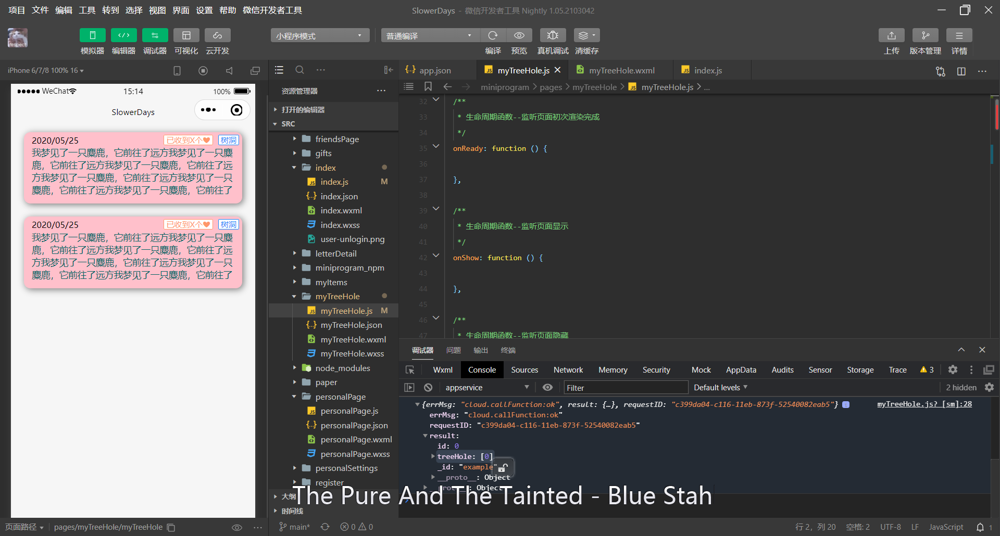 项目 文件 编辑 工具 转到 选择 视图 界面 设置 帮助 微信开发者工具
SlowerDays - 微信开发者工具 Nightly 1.05.2103042
respect
模拟器 编辑器 调试器 可视化 云开发
小程序模式
普通编译
编译 预览 真机调试 清缓存
上传 版本管理 详情
iPhone 6/7/8 100% 16
WeChat 15:14 100%
SlowerDays
2020/05/25 已收到X个 树洞
我梦见了一只麋鹿，它前往了远方我梦见了一只麋
鹿，它前往了远方我梦见了一只麋鹿，它前往了远
方我梦见了一只麋鹿，它前往了远方我梦见了一只
麋鹿，它前往了远方我梦见了一只麋鹿，它前往了
2020/05/25 已收到X个 树洞
我梦见了一只麋鹿，它前往了远方我梦见了一只麋
鹿，它前往了远方我梦见了一只麋鹿，它前往了远
方我梦见了一只麋鹿，它前往了远方我梦见了一只
麋鹿，它前往了远方我梦见了一只麋鹿，它前往了
页面路径 pages/myTreeHole/myTreeHole
资源管理器
打开的编辑器
SRC
friendsPage
gifts
index
index.js M
index.json
index.wxml
index.wxss
user-unlogin.png
letterDetail
miniprogram_npm
myItems
myTreeHole
myTreeHole.js M
myTreeHole.json
myTreeHole.wxml
myTreeHole.wxss
node_modules
paper
personalPage
personalPage.js
personalPage.json
personalPage.wxml
personalPage.wxss
personalSettings
register
大纲
时间线
app.json myTreeHole.js myTreeHole.wxml index.js
miniprogram > pages > myTreeHole > myTreeHole.js > ...
32 /**
33 * 生命周期函数--监听页面初次渲染完成
34 */
35 onReady: function () {
36
37 },
38
39 /**
40 * 生命周期函数--监听页面显示
41 */
42 onShow: function () {
43
44 },
45
46 /**
47 * 生命周期函数--监听页面隐藏
调试器 问题 输出 终端
Wxml Console Sources Network Memory Security Mock AppData Audits Sensor Storage Trace 3
appservice Filter Default levels 2 hidden
{errMsg: "cloud.callFunction:ok", result: {…}, requestID: "c399da04-c116-11eb-873f-52540082eab5"} myTreeHole.js? [sm]:28
errMsg: "cloud.callFunction:ok"
requestID: "c399da04-c116-11eb-873f-52540082eab5"
result:
id: 0
treeHole: [0]
_id: "example"
__proto__: Object
__proto__: Object
The Pure And The Tainted - Blue Stah
main* 0 0 行 2，列 20 空格: 2 UTF-8 LF JavaScript 1